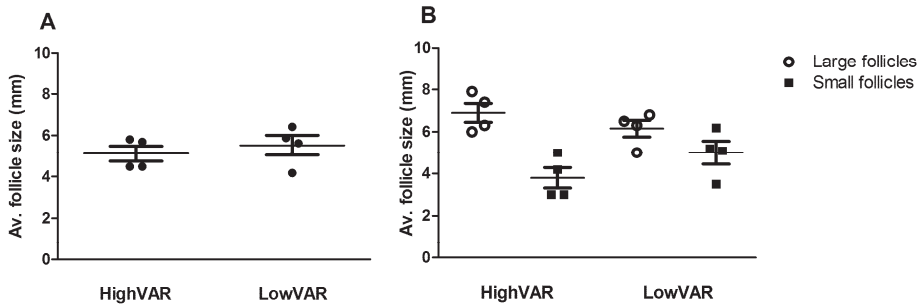 A
Av. follicle size (mm)
10
8
6
4
2
0
HighVAR LowVAR
B
Av. follicle size (mm)
10
8
6
4
2
0
HighVAR LowVAR
Large follicles
Small follicles